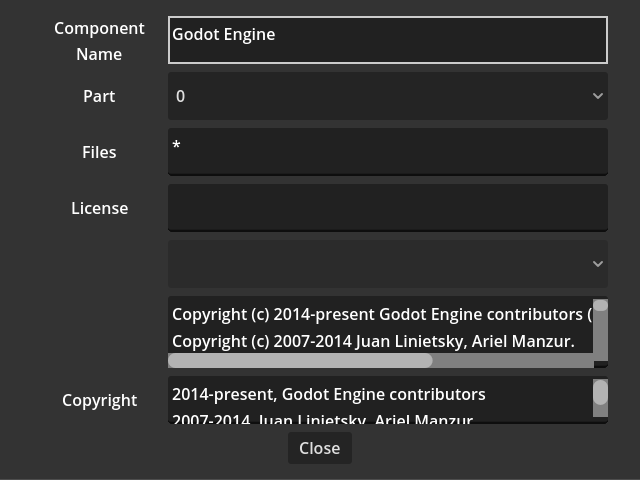 Component
Name
Godot Engine
Part
0
Files
*
License
Copyright (c) 2014-present Godot Engine contributors (
Copyright (c) 2007-2014 Juan Linietsky, Ariel Manzur.
Copyright
2014-present, Godot Engine contributors
2007-2014, Juan Linietsky, Ariel Manzur
Close